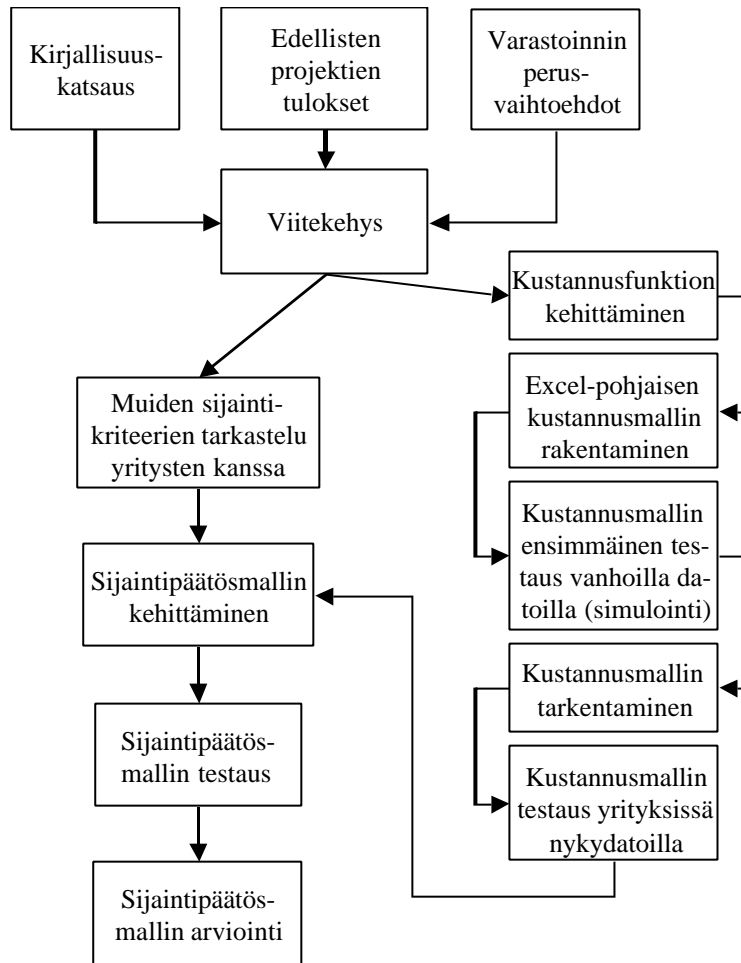 Kirjallisuus-
katsaus
Edellisten
projektien
tulokset
Varastoinnin
perus-
vaihtoehdot
Viitekehys
Kustannusfunktion
kehittäminen
Excel-pohjaisen
kustannusmallin
rakentaminen
Kustannusmallin
ensimmäinen tes-
taus vanhoilla da-
toilla (simulointi)
Kustannusmallin
tarkentaminen
Kustannusmallin
testaus yrityksissä
nykydatoilla
Muiden sijainti-
kriteerien tarkastelu
yritysten kanssa
Sijaintipäätösmallin
kehittäminen
Sijaintipäätös-
mallin testaus
Sijaintipäätös-
mallin arviointi